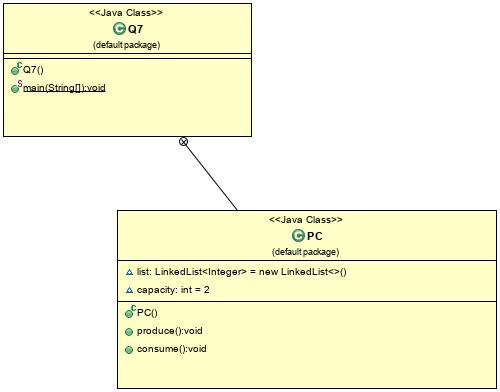 <<Java Class>>
Q7
(default package)
Q7()
main(String[]):void
<<Java Class>>
PC
(default package)
list: LinkedList<Integer> = new LinkedList<>()
capacity: int = 2
PC()
produce():void
consume():void